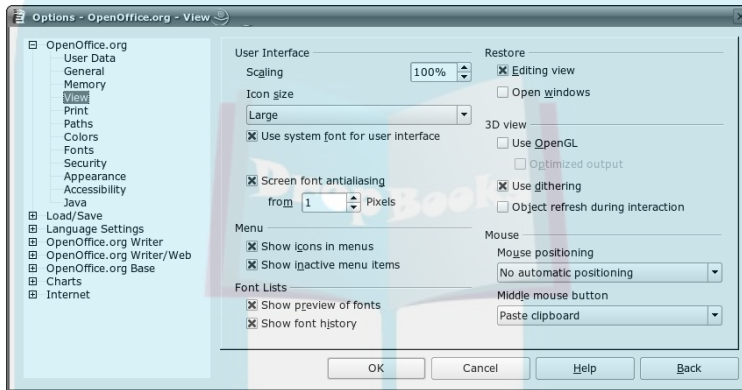 Options - OpenOffice.org - View
OpenOffice.org
User Data
General
Memory
View
Print
Paths
Colors
Fonts
Security
Appearance
Accessibility
Java
Load/Save
Language Settings
OpenOffice.org Writer
OpenOffice.org Writer/Web
OpenOffice.org Base
Charts
Internet
User Interface
Scaling 100%
Icon size
Large
Use system font for user interface
Screen font antialiasing
from 1 Pixels
Menu
Show icons in menus
Show inactive menu items
Font Lists
Show preview of fonts
Show font history
Restore
Editing view
Open windows
3D view
Use OpenGL
Optimized output
Use dithering
Object refresh during interaction
Mouse
Mouse positioning
No automatic positioning
Middle mouse button
Paste clipboard
OK Cancel Help Back
DropBook